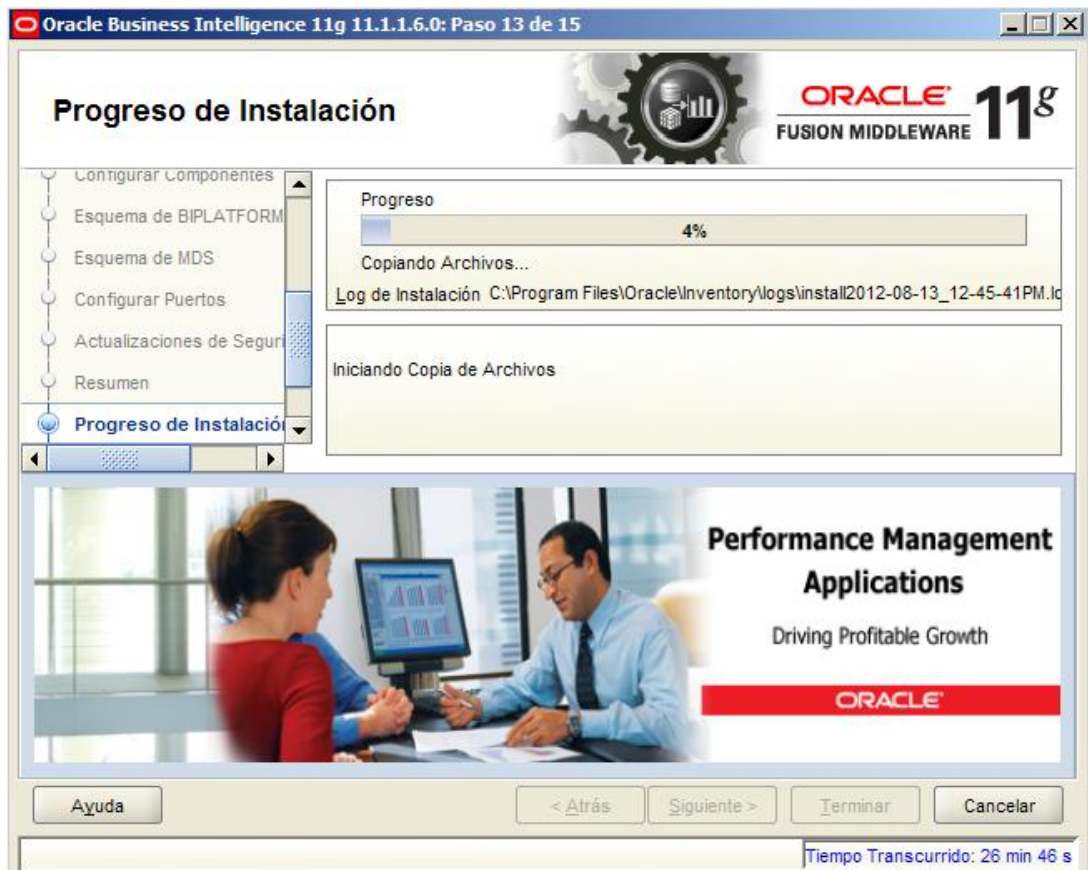 Oracle Business Intelligence 11g 11.1.1.6.0: Paso 13 de 15
Progreso de Instalación
ORACLE
FUSION MIDDLEWARE 11g
Configurar Componentes
Esquema de BIPLATFORM
Esquema de MDS
Configurar Puertos
Actualizaciones de Seguri
Resumen
Progreso de Instalación
Progreso
4%
Copiando Archivos...
Log de Instalación C:\Program Files\Oracle\Inventory\logs\install2012-08-13_12-45-41PM.lo
Iniciando Copia de Archivos
Performance Management
Applications
Driving Profitable Growth
ORACLE
Ayuda
< Atrás
Siguiente >
Terminar
Cancelar
Tiempo Transcurrido: 26 min 46 s